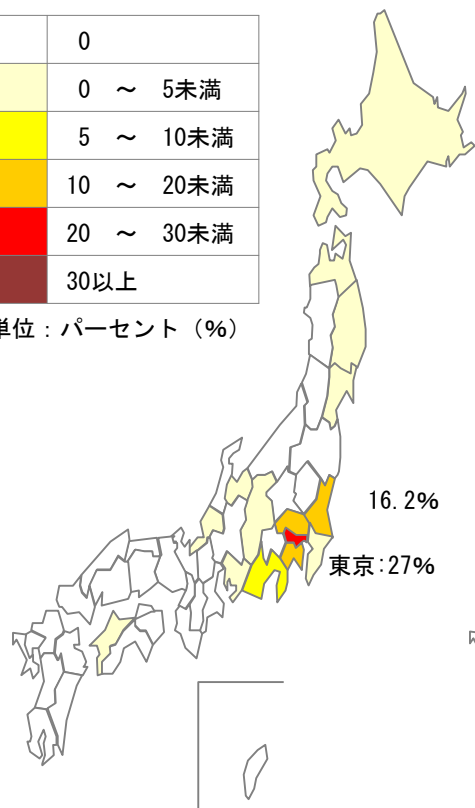 0
0 ～ 5未満
5 ～ 10未満
10 ～ 20未満
20 ～ 30未満
30以上
単位：パーセント（%）
16.2%
東京:27%